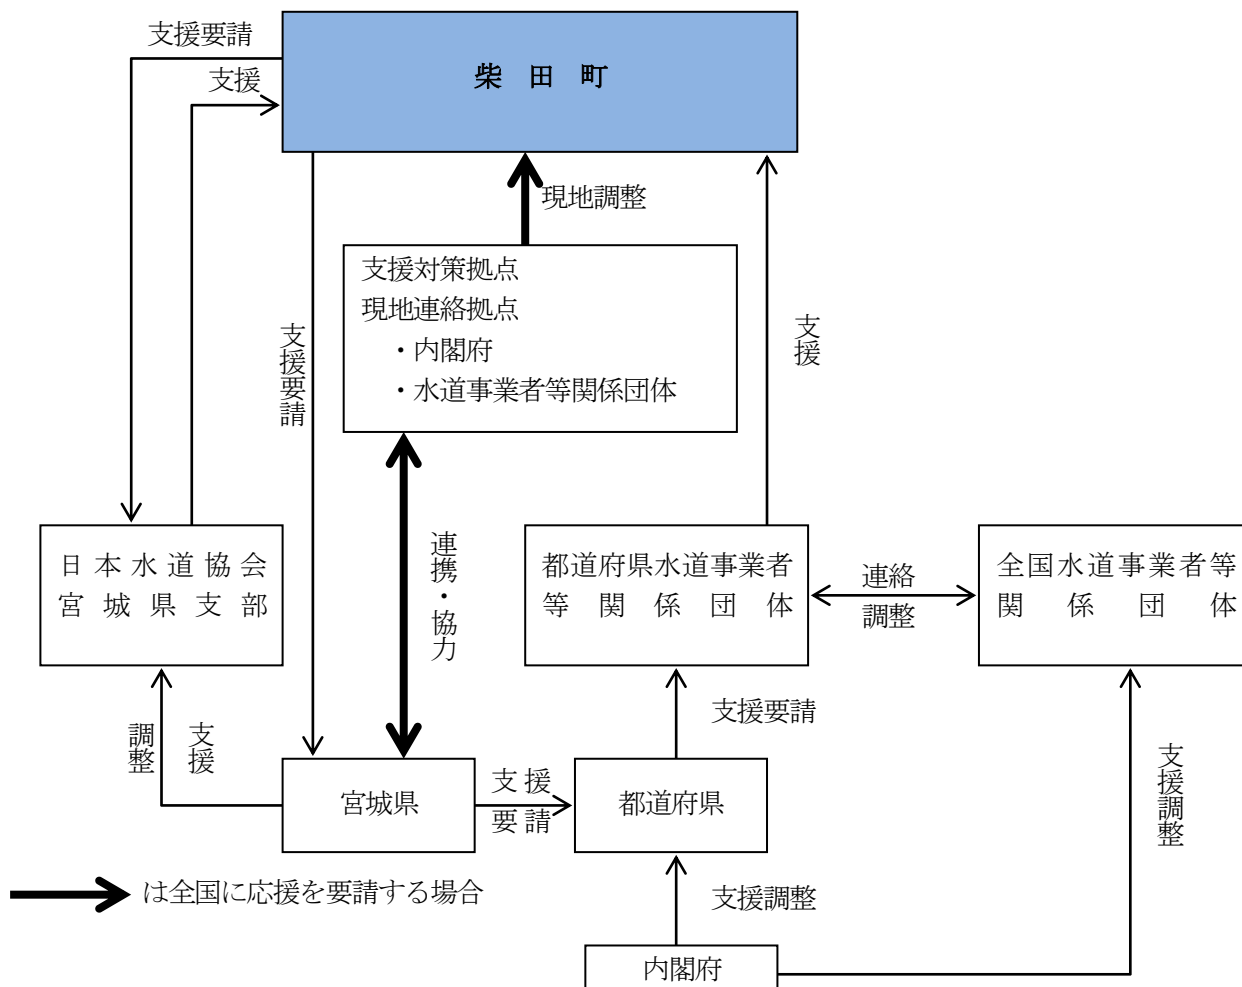 支援要請
支援
柴田町
現地調整
支援対策拠点
現地連絡拠点
・内閣府
・水道事業者等関係団体
支援要請
支援
連携・協力
日本水道協会
宮城県支部
都道府県水道事業者
等関係団体
連絡
調整
全国水道事業者等
関係団体
調整
支援
支援要請
宮城県
支援
要請
都道府県
支援調整
は全国に応援を要請する場合
支援調整
内閣府